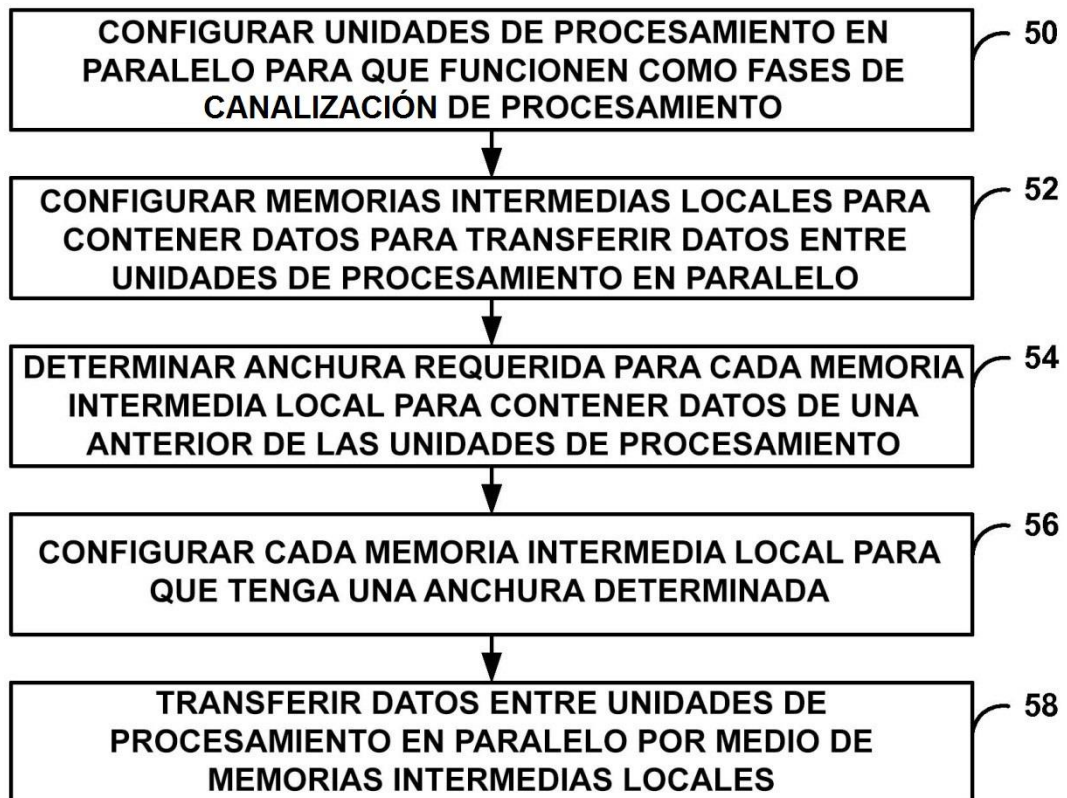 CONFIGURAR UNIDADES DE PROCESAMIENTO EN
PARALELO PARA QUE FUNCIONEN COMO FASES DE
CANALIZACIÓN DE PROCESAMIENTO
50
CONFIGURAR MEMORIAS INTERMEDIAS LOCALES PARA
CONTENER DATOS PARA TRANSFERIR DATOS ENTRE
UNIDADES DE PROCESAMIENTO EN PARALELO
52
DETERMINAR ANCHURA REQUERIDA PARA CADA MEMORIA
INTERMEDIA LOCAL PARA CONTENER DATOS DE UNA
ANTERIOR DE LAS UNIDADES DE PROCESAMIENTO
54
CONFIGURAR CADA MEMORIA INTERMEDIA LOCAL PARA
QUE TENGA UNA ANCHURA DETERMINADA
56
TRANSFERIR DATOS ENTRE UNIDADES DE
PROCESAMIENTO EN PARALELO POR MEDIO DE
MEMORIAS INTERMEDIAS LOCALES
58